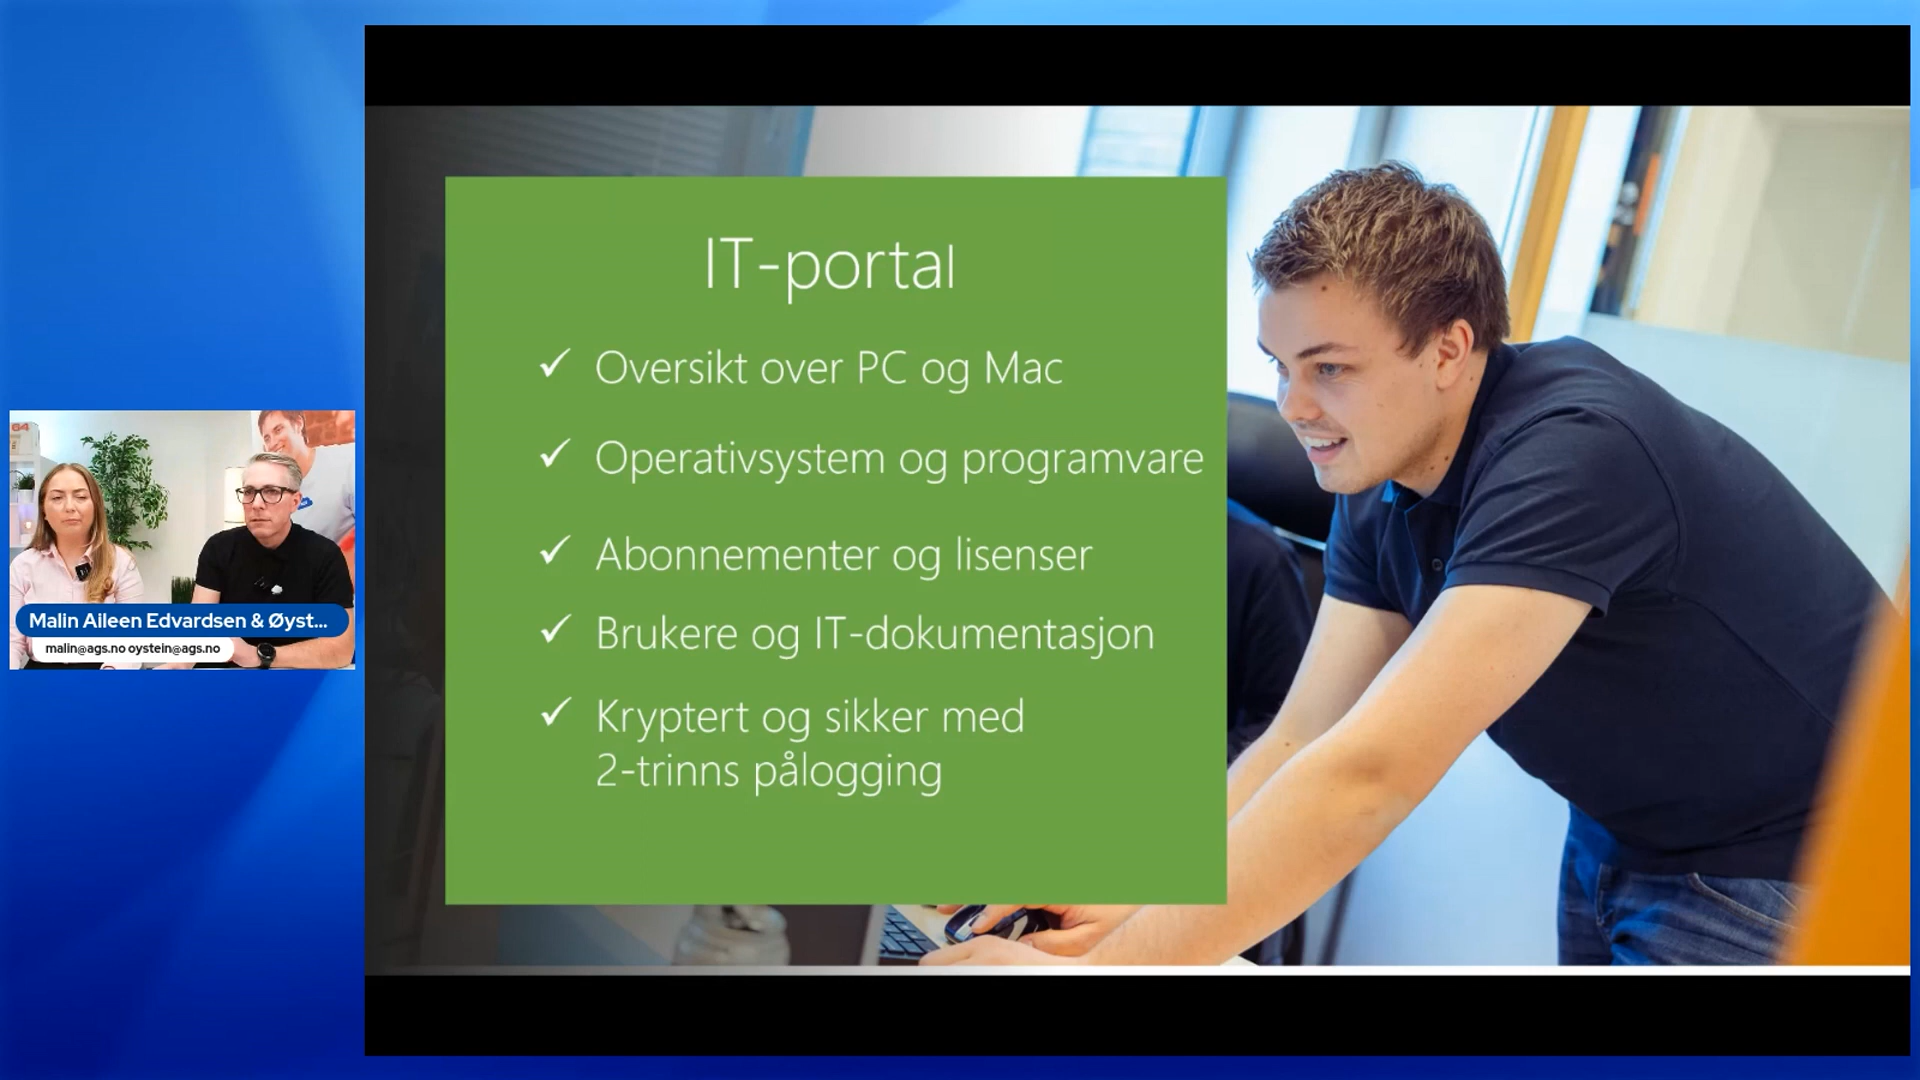 IT-portal
✓ Oversikt over PC og Mac
✓ Operativsystem og programvare
✓ Abonnementer og lisenser
✓ Brukere og IT-dokumentasjon
✓ Kryptert og sikker med
2-trinns pålogging
64
Malin Aileen Edvardsen & Øyst...
malin@ags.no oystein@ags.no